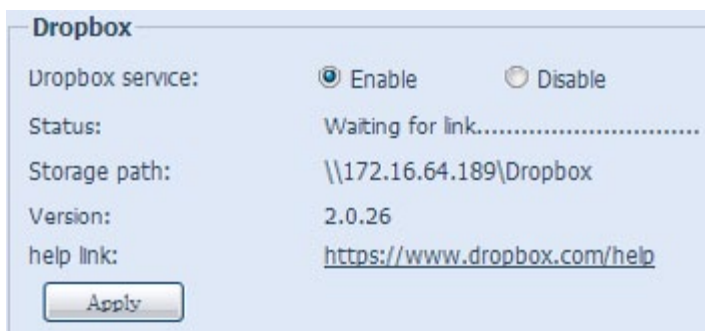 Dropbox
Dropbox service: Enable Disable
Status: Waiting for link.............................
Storage path: \\172.16.64.189\Dropbox
Version: 2.0.26
help link: https://www.dropbox.com/help
Apply